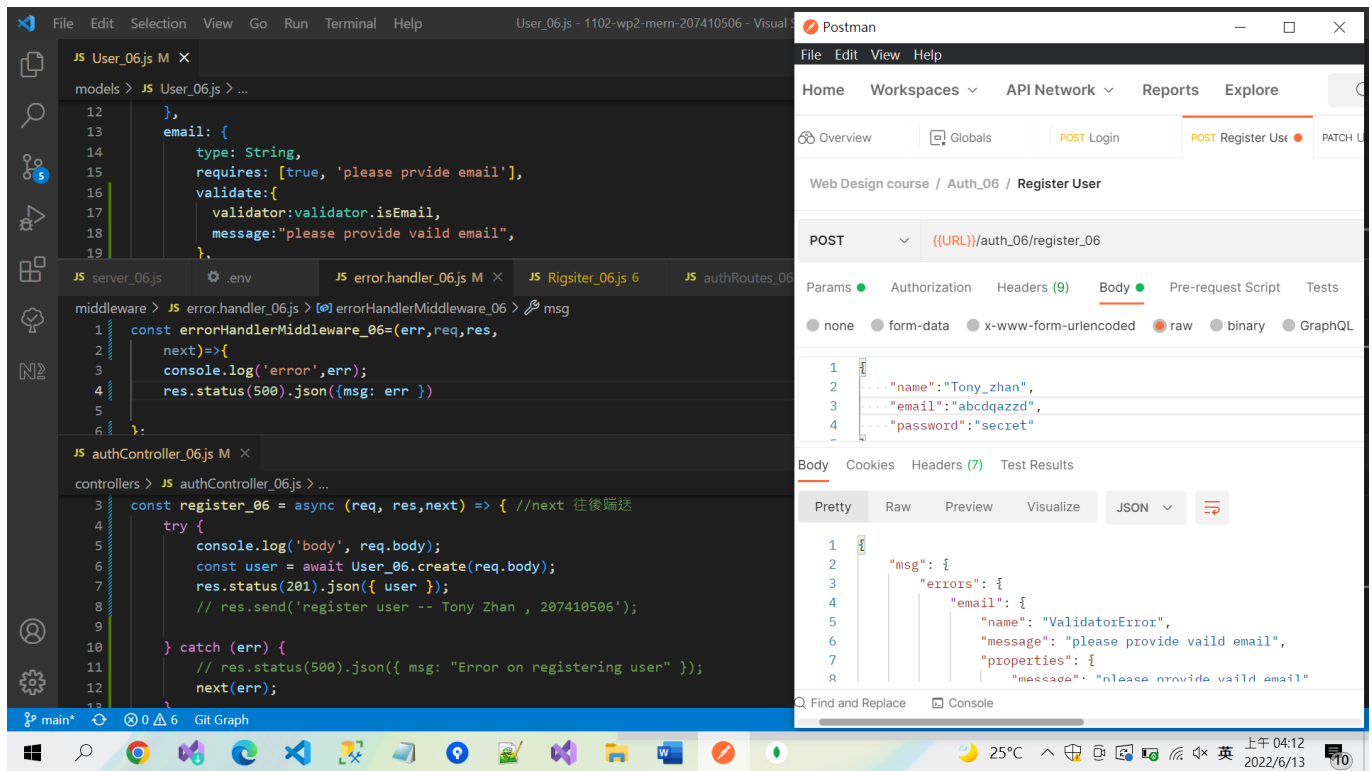 File Edit Selection View Go Run Terminal Help
User_06.js - 1102-wp2-mern-207410506 - Visual S
JS User_06.js M
models > JS User_06.js > ...
12 },
13 email: {
14 type: String,
15 requires: [true, 'please prvide email'],
16 validate:{
17 validator:validator.isEmail,
18 message:"please provide vaild email",
19 },
JS server_06.js
.env
JS error.handler_06.js M
JS Rigsiter_06.js 6
JS authRoutes_06
middleware > JS error.handler_06.js > errorHandlerMiddleware_06 > msg
1 const errorHandlerMiddleware_06=(err,req,res,
2 next)=>{
3 console.log('error',err);
4 res.status(500).json({msg: err })
5
6 };
JS authController_06.js M
controllers > JS authController_06.js > ...
3 const register_06 = async (req, res,next) => { //next 往後端送
4 try {
5 console.log('body', req.body);
6 const user = await User_06.create(req.body);
7 res.status(201).json({ user });
8 // res.send('register user -- Tony Zhan , 207410506');
9
10 } catch (err) {
11 // res.status(500).json({ msg: "Error on registering user" });
12 next(err);
13 }
5
main* 0 6 Git Graph
Postman
File Edit View Help
Home Workspaces API Network Reports Explore
Overview Globals POST Login POST Register Use PATCH U
Web Design course / Auth_06 / Register User
POST {{URL}}/auth_06/register_06
Params Authorization Headers (9) Body Pre-request Script Tests
none form-data x-www-form-urlencoded raw binary GraphQL
1 {
2 "name":"Tony_zhan",
3 "email":"abcdqazzd",
4 "password":"secret"
5 }
Body Cookies Headers (7) Test Results
Pretty Raw Preview Visualize JSON
1 {
2 "msg": {
3 "errors": {
4 "email": {
5 "name": "ValidatorError",
6 "message": "please provide vaild email",
7 "properties": {
8 "message": "please provide vaild email"
Find and Replace Console
25°C 英 上午 04:12
2022/6/13
10